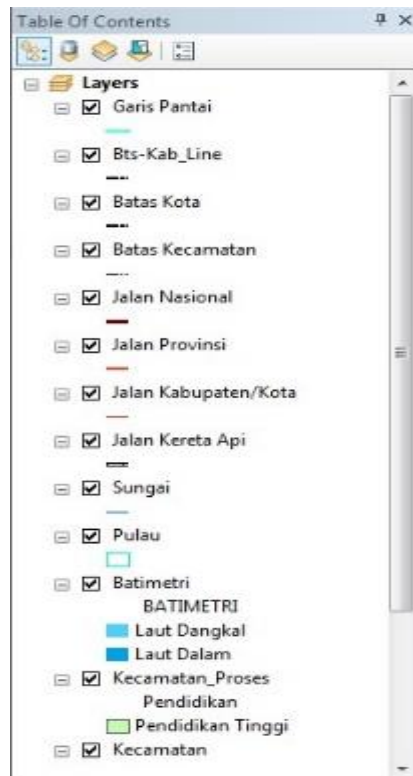 Table Of Contents
Layers
Garis Pantai
Bts-Kab_Line
Batas Kota
Batas Kecamatan
Jalan Nasional
Jalan Provinsi
Jalan Kabupaten/Kota
Jalan Kereta Api
Sungai
Pulau
Batimetri
BATIMETRI
Laut Dangkal
Laut Dalam
Kecamatan_Proses
Pendidikan
Pendidikan Tinggi
Kecamatan